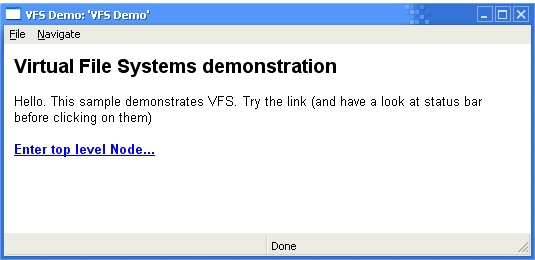 VFS Demo: 'VFS Demo'
File Navigate
Virtual File Systems demonstration
Hello. This sample demonstrates VFS. Try the link (and have a look at status bar
before clicking on them)
Enter top level Node...
Done